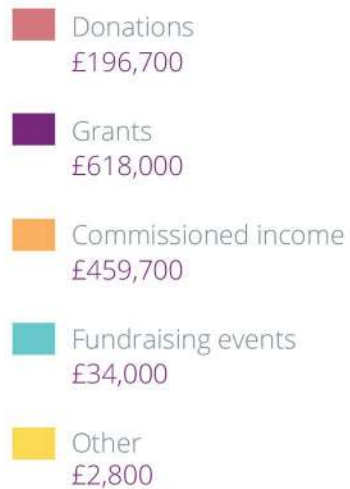 Donations
£196,700
Grants
£618,000
Commissioned income
£459,700
Fundraising events
£34,000
Other
£2,800